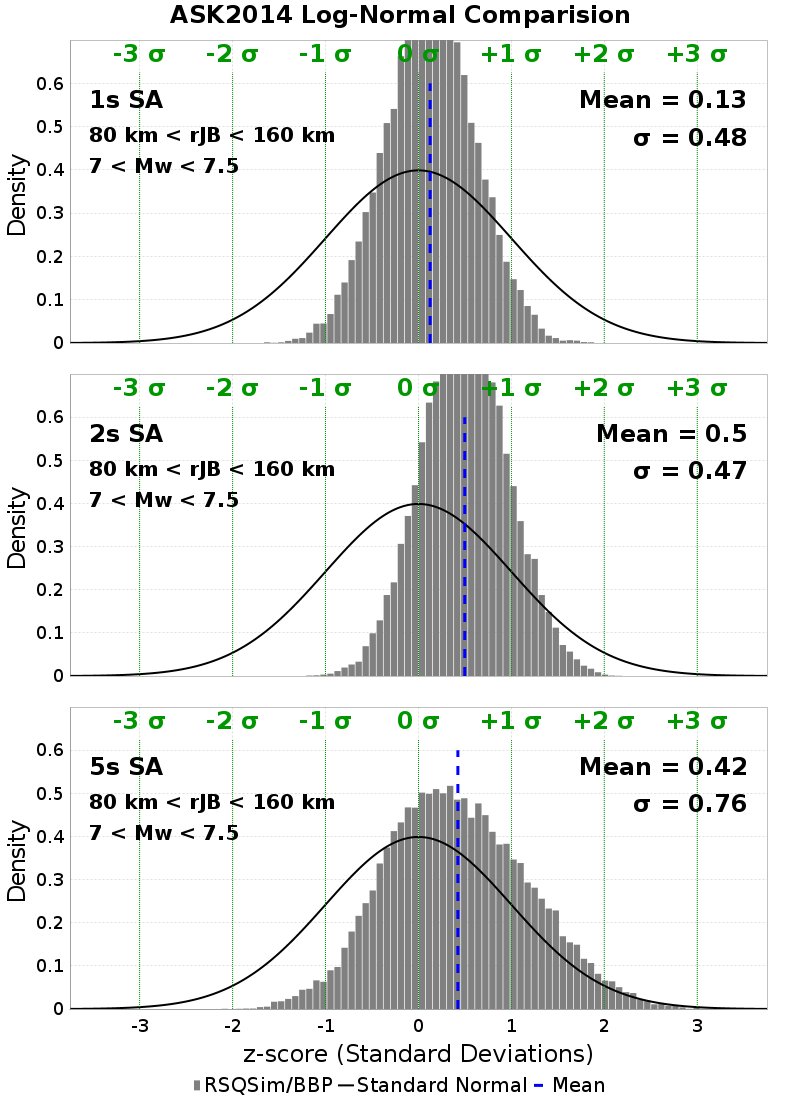 ASK2014 Log-Normal Comparision
-3 σ -2 σ -1 σ 0 σ +1 σ +2 σ +3 σ
1s SA
80 km < rJB < 160 km
7 < Mw < 7.5
Mean = 0.13
σ = 0.48
Density
0.6
0.5
0.4
0.3
0.2
0.1
0
-3 σ -2 σ -1 σ 0 σ +1 σ +2 σ +3 σ
2s SA
80 km < rJB < 160 km
7 < Mw < 7.5
Mean = 0.5
σ = 0.47
Density
0.6
0.5
0.4
0.3
0.2
0.1
0
-3 σ -2 σ -1 σ 0 σ +1 σ +2 σ +3 σ
5s SA
80 km < rJB < 160 km
7 < Mw < 7.5
Mean = 0.42
σ = 0.76
Density
0.6
0.5
0.4
0.3
0.2
0.1
0
-3 -2 -1 0 1 2 3
z-score (Standard Deviations)
RSQSim/BBP Standard Normal Mean